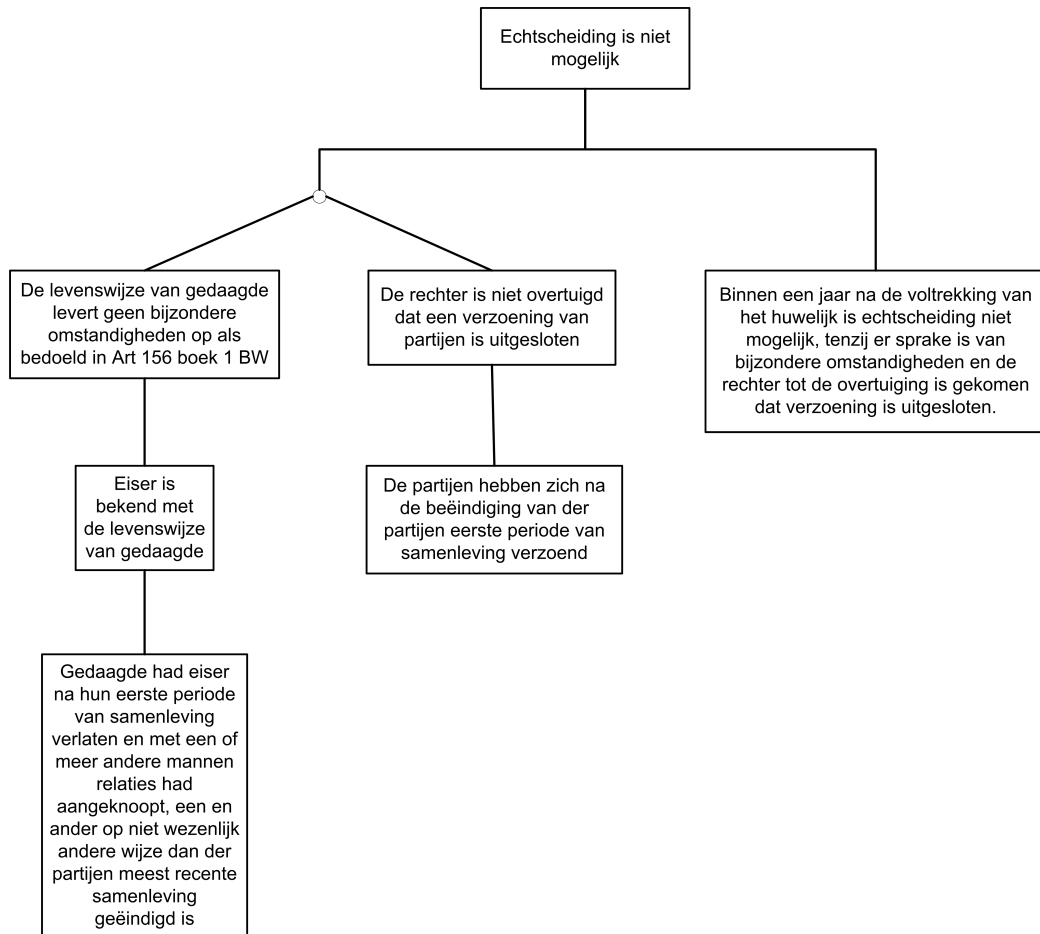 Echtscheiding is niet
mogelijk
De levenswijze van gedaagde
levert geen bijzondere
omstandigheden op als
bedoeld in Art 156 boek 1 BW
De rechter is niet overtuigd
dat een verzoening van
partijen is uitgesloten
Binnen een jaar na de voltrekking van
het huwelijk is echtscheiding niet
mogelijk, tenzij er sprake is van
bijzondere omstandigheden en de
rechter tot de overtuiging is gekomen
dat verzoening is uitgesloten.
Eiser is
bekend met
de levenswijze
van gedaagde
De partijen hebben zich na
de beëindiging van der
partijen eerste periode van
samenleving verzoend
Gedaagde had eiser
na hun eerste periode
van samenleving
verlaten en met een of
meer andere mannen
relaties had
aangeknoopt, een en
ander op niet wezenlijk
andere wijze dan der
partijen meest recente
samenleving
geëindigd is